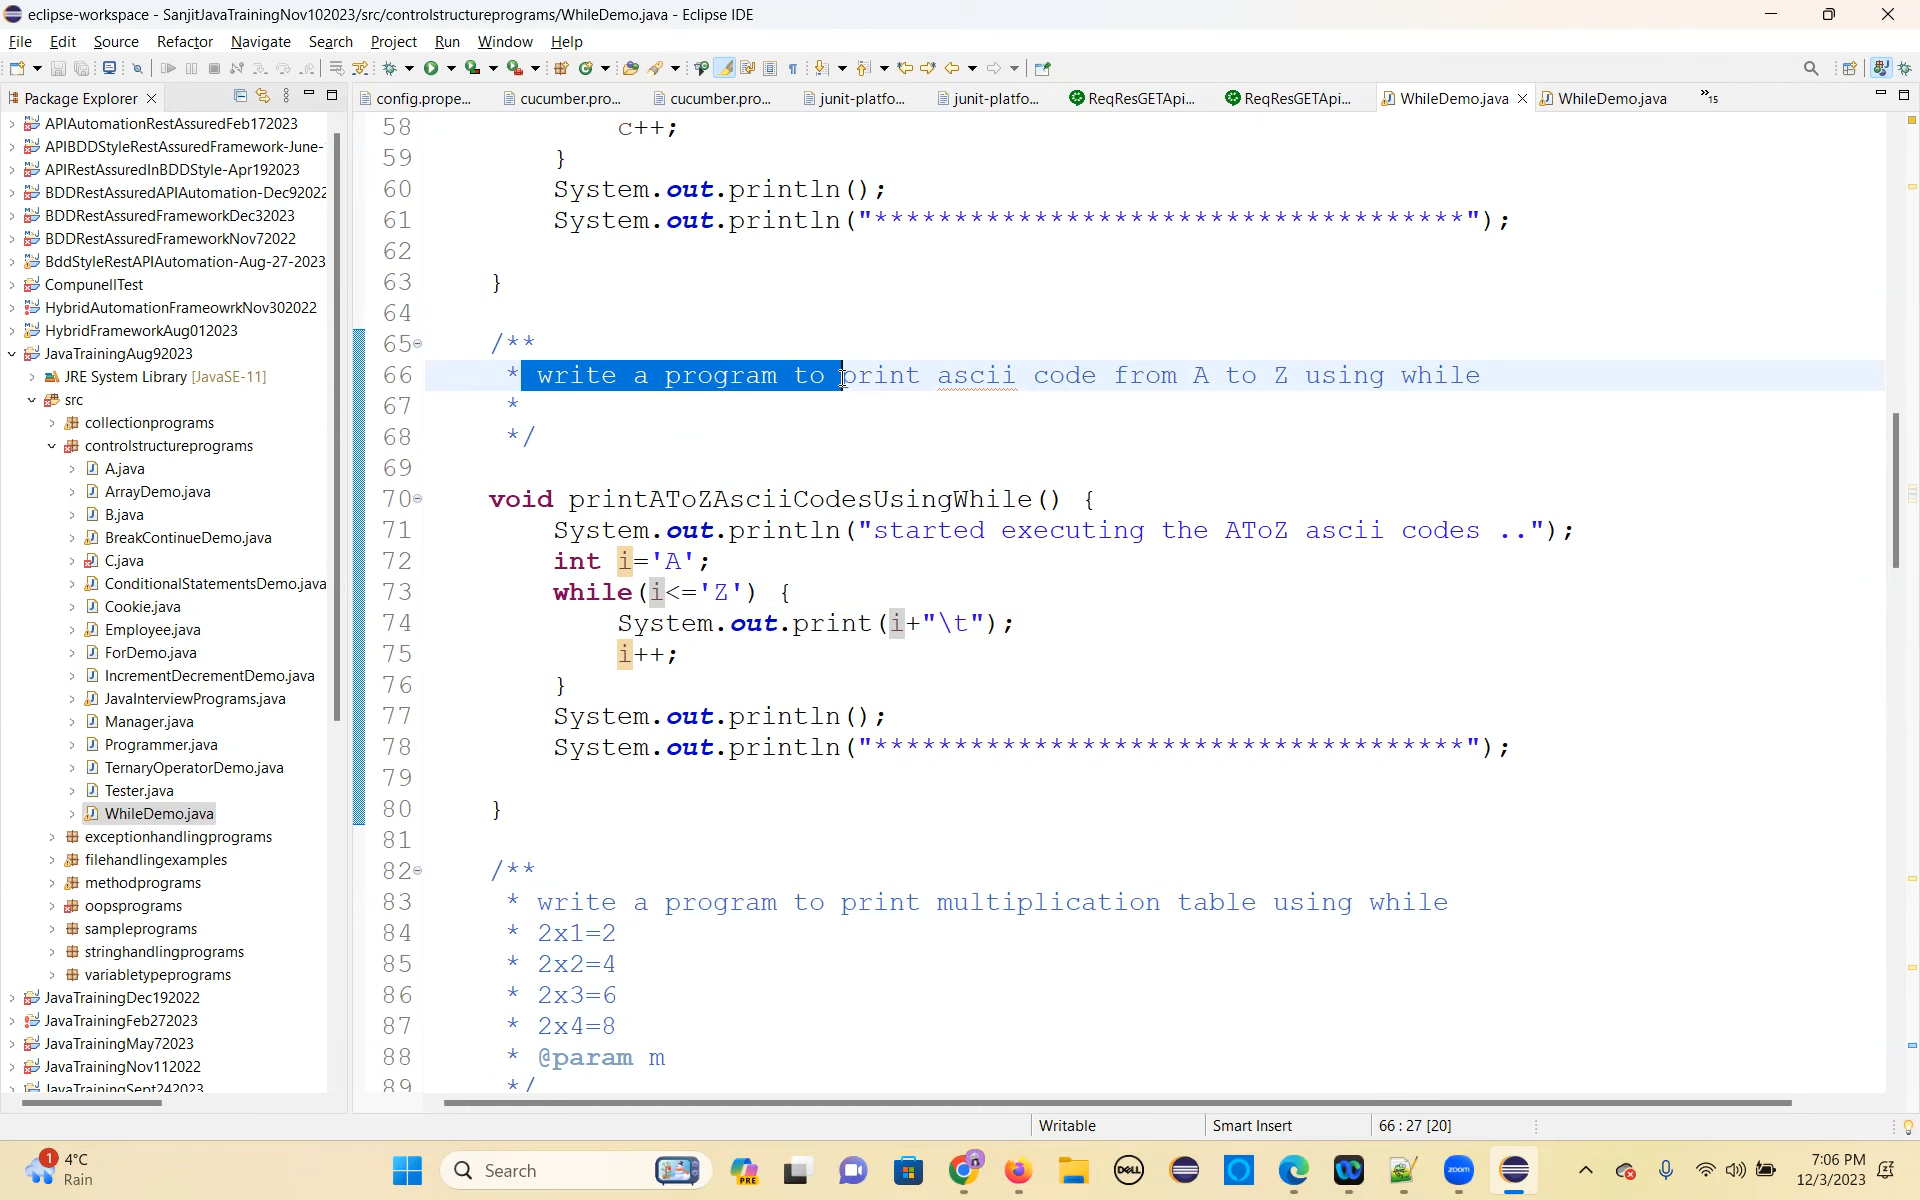 eclipse-workspace - SanjitJavaTrainingNov102023/src/controlstructureprograms/WhileDemo.java - Eclipse IDE
File Edit Source Refactor Navigate Search Project Run Window Help
Package Explorer
config.prope... cucumber.pro... cucumber.pro... junit-platfo... junit-platfo... ReqResGETApi... ReqResGETApi... WhileDemo.java WhileDemo.java »15
APIAutomationRestAssuredFeb172023
APIBDDStyleRestAssuredFramework-June-
APIRestAssuredInBDDStyle-Apr192023
BDDRestAssuredAPIAutomation-Dec92022
BDDRestAssuredFrameworkDec32023
BDDRestAssuredFrameworkNov72022
BddStyleRestAPIAutomation-Aug-27-2023
CompunellTest
HybridAutomationFrameowrkNov302022
HybridFrameworkAug012023
JavaTrainingAug92023
JRE System Library [JavaSE-11]
src
collectionprograms
controlstructureprograms
A.java
ArrayDemo.java
B.java
BreakContinueDemo.java
C.java
ConditionalStatementsDemo.java
Cookie.java
Employee.java
ForDemo.java
IncrementDecrementDemo.java
JavaInterviewPrograms.java
Manager.java
Programmer.java
TernaryOperatorDemo.java
Tester.java
WhileDemo.java
exceptionhandlingprograms
filehandlingexamples
methodprograms
oopsprograms
sampleprograms
stringhandlingprograms
variabletypeprograms
JavaTrainingDec192022
JavaTrainingFeb272023
JavaTrainingMay72023
JavaTrainingNov112022
JavaTrainingSept242023
58 c++;
59 }
60 System.out.println();
61 System.out.println("*************************************");
62
63 }
64
65 /**
66 * write a program to print ascii code from A to Z using while
67 *
68 */
69
70 void printAToZAsciiCodesUsingWhile() {
71 System.out.println("started executing the AToZ ascii codes ..");
72 int i='A';
73 while(i<='Z') {
74 System.out.print(i+"\t");
75 i++;
76 }
77 System.out.println();
78 System.out.println("*************************************");
79
80 }
81
82 /**
83 * write a program to print multiplication table using while
84 * 2x1=2
85 * 2x2=4
86 * 2x3=6
87 * 2x4=8
88 * @param m
89 */
Writable Smart Insert 66 : 27 [20]
1
4°C
Rain
Search
PRE
DELL
zoom
7:06 PM
12/3/2023